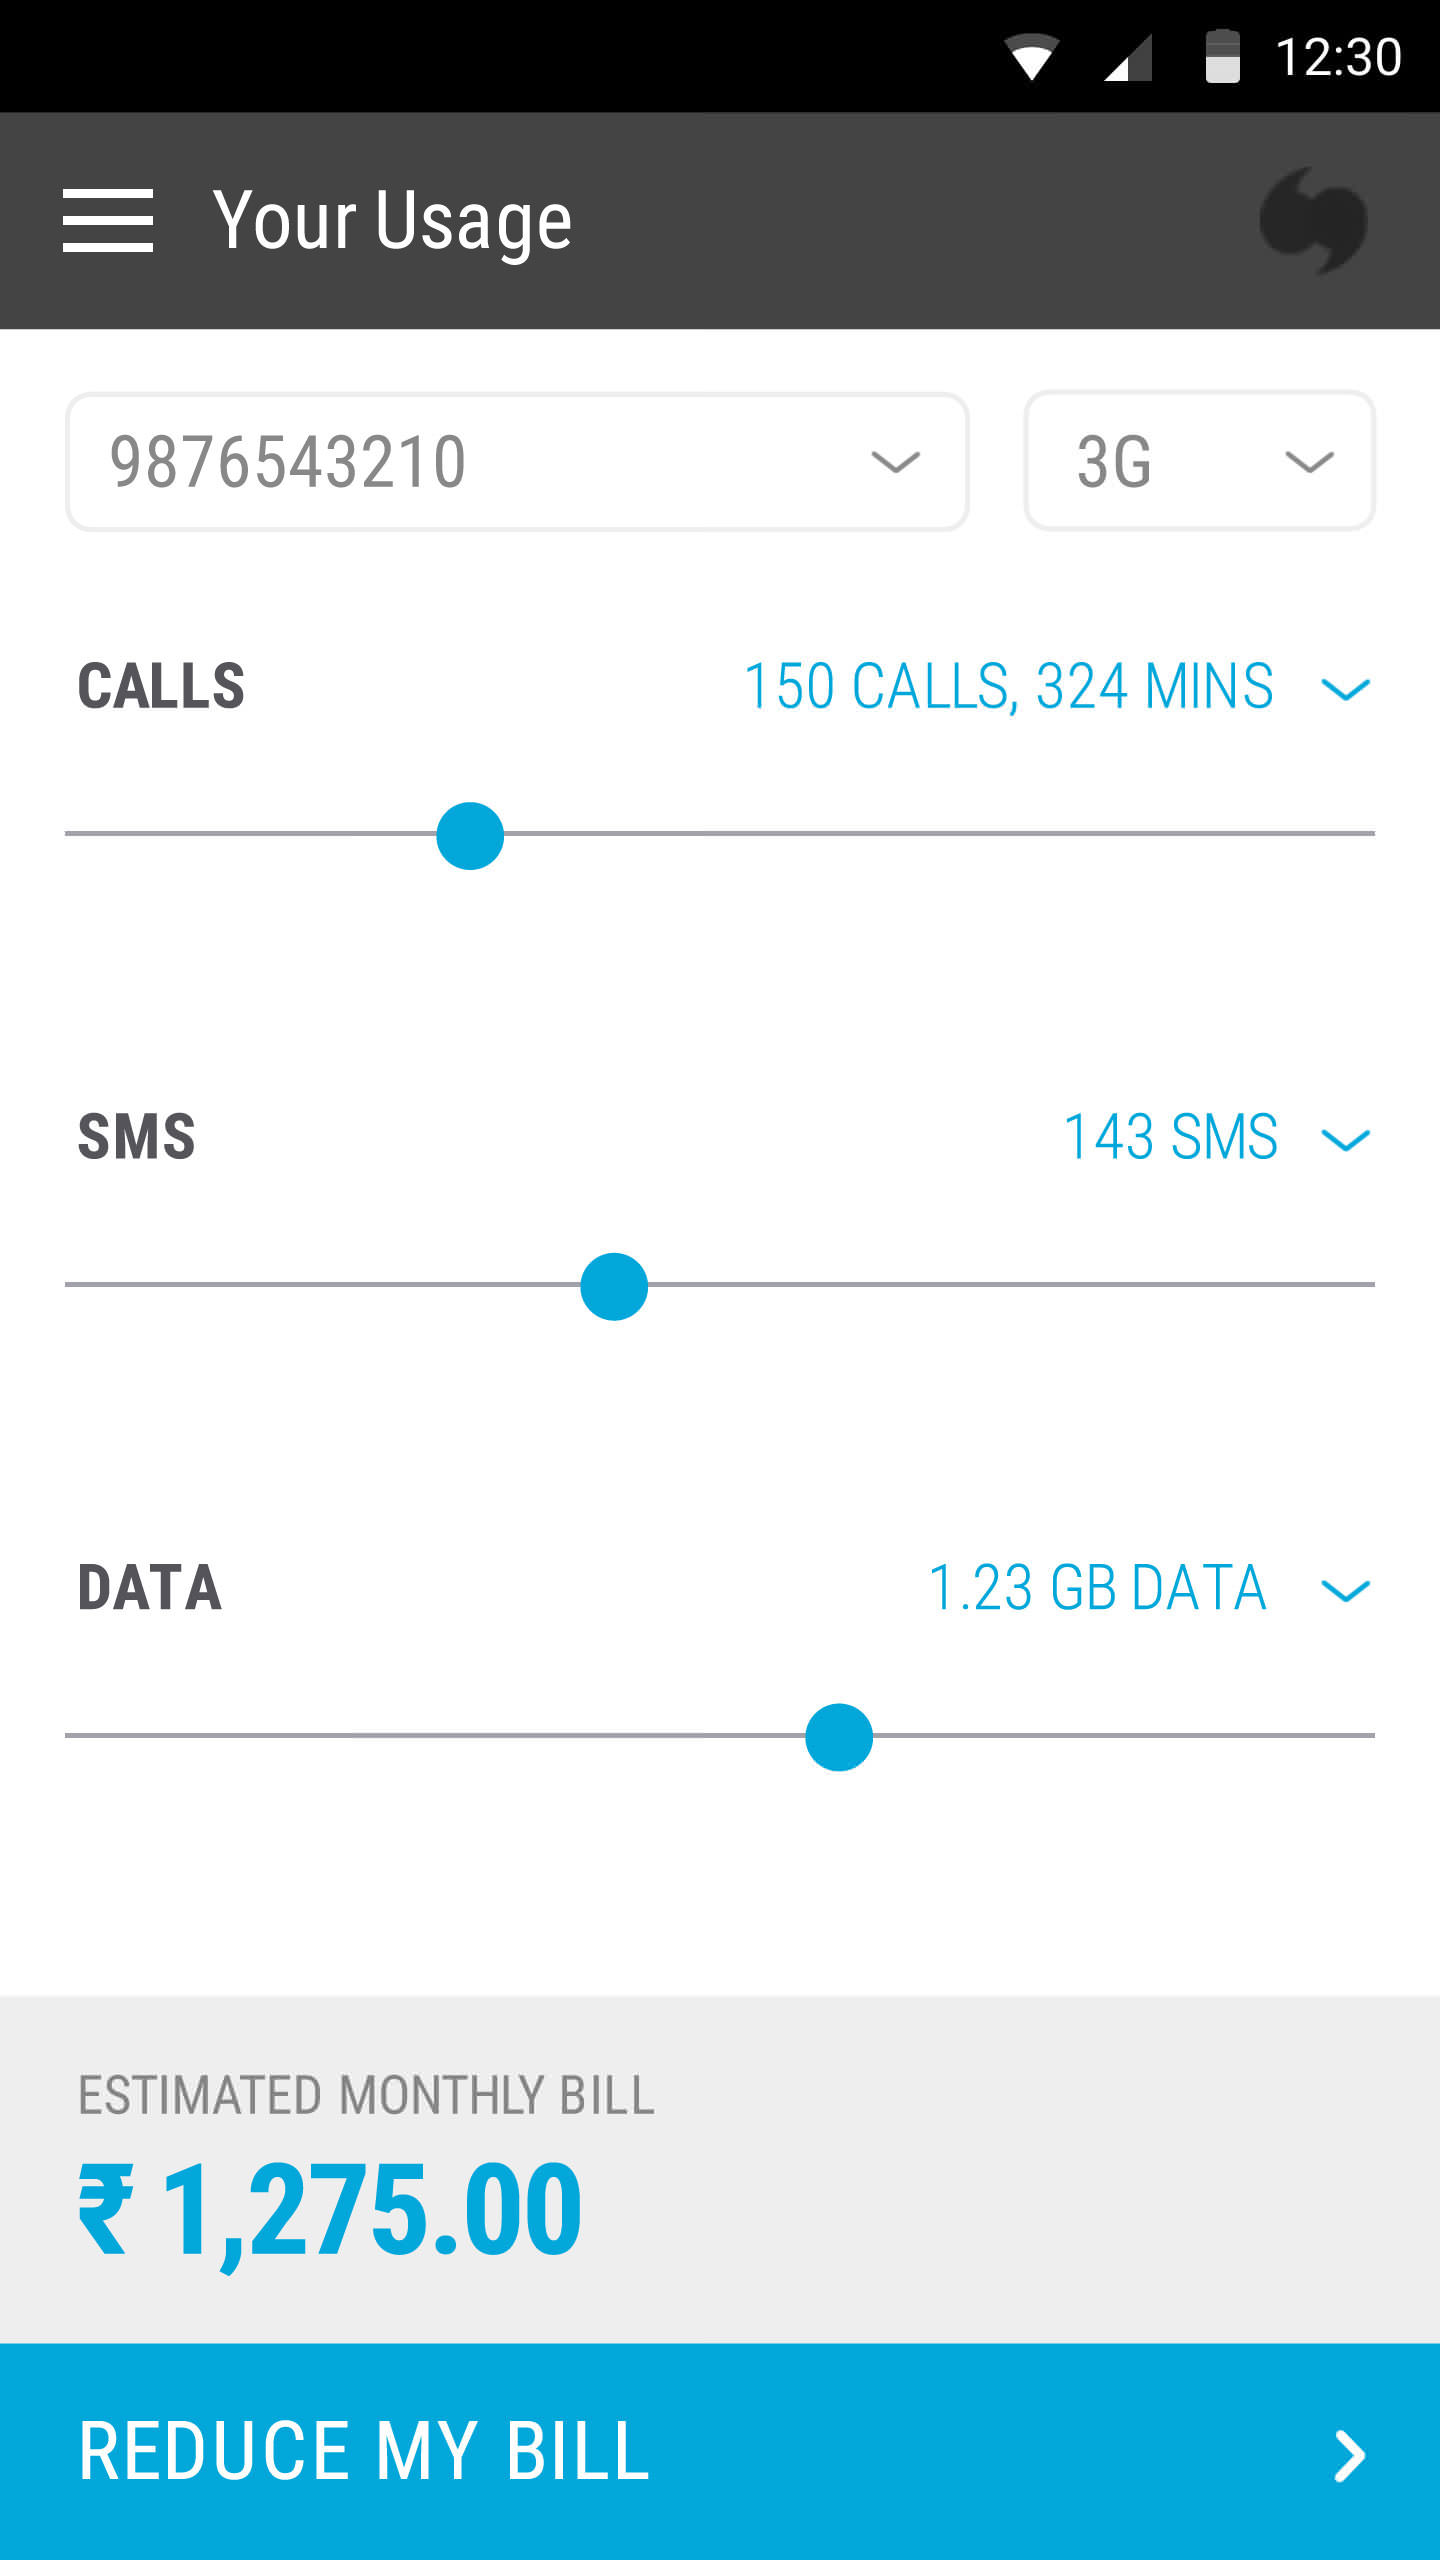 12:30
Your Usage
9876543210 3G
CALLS 150 CALLS, 324 MINS
SMS 143 SMS
DATA 1.23 GB DATA
ESTIMATED MONTHLY BILL
₹ 1,275.00
REDUCE MY BILL